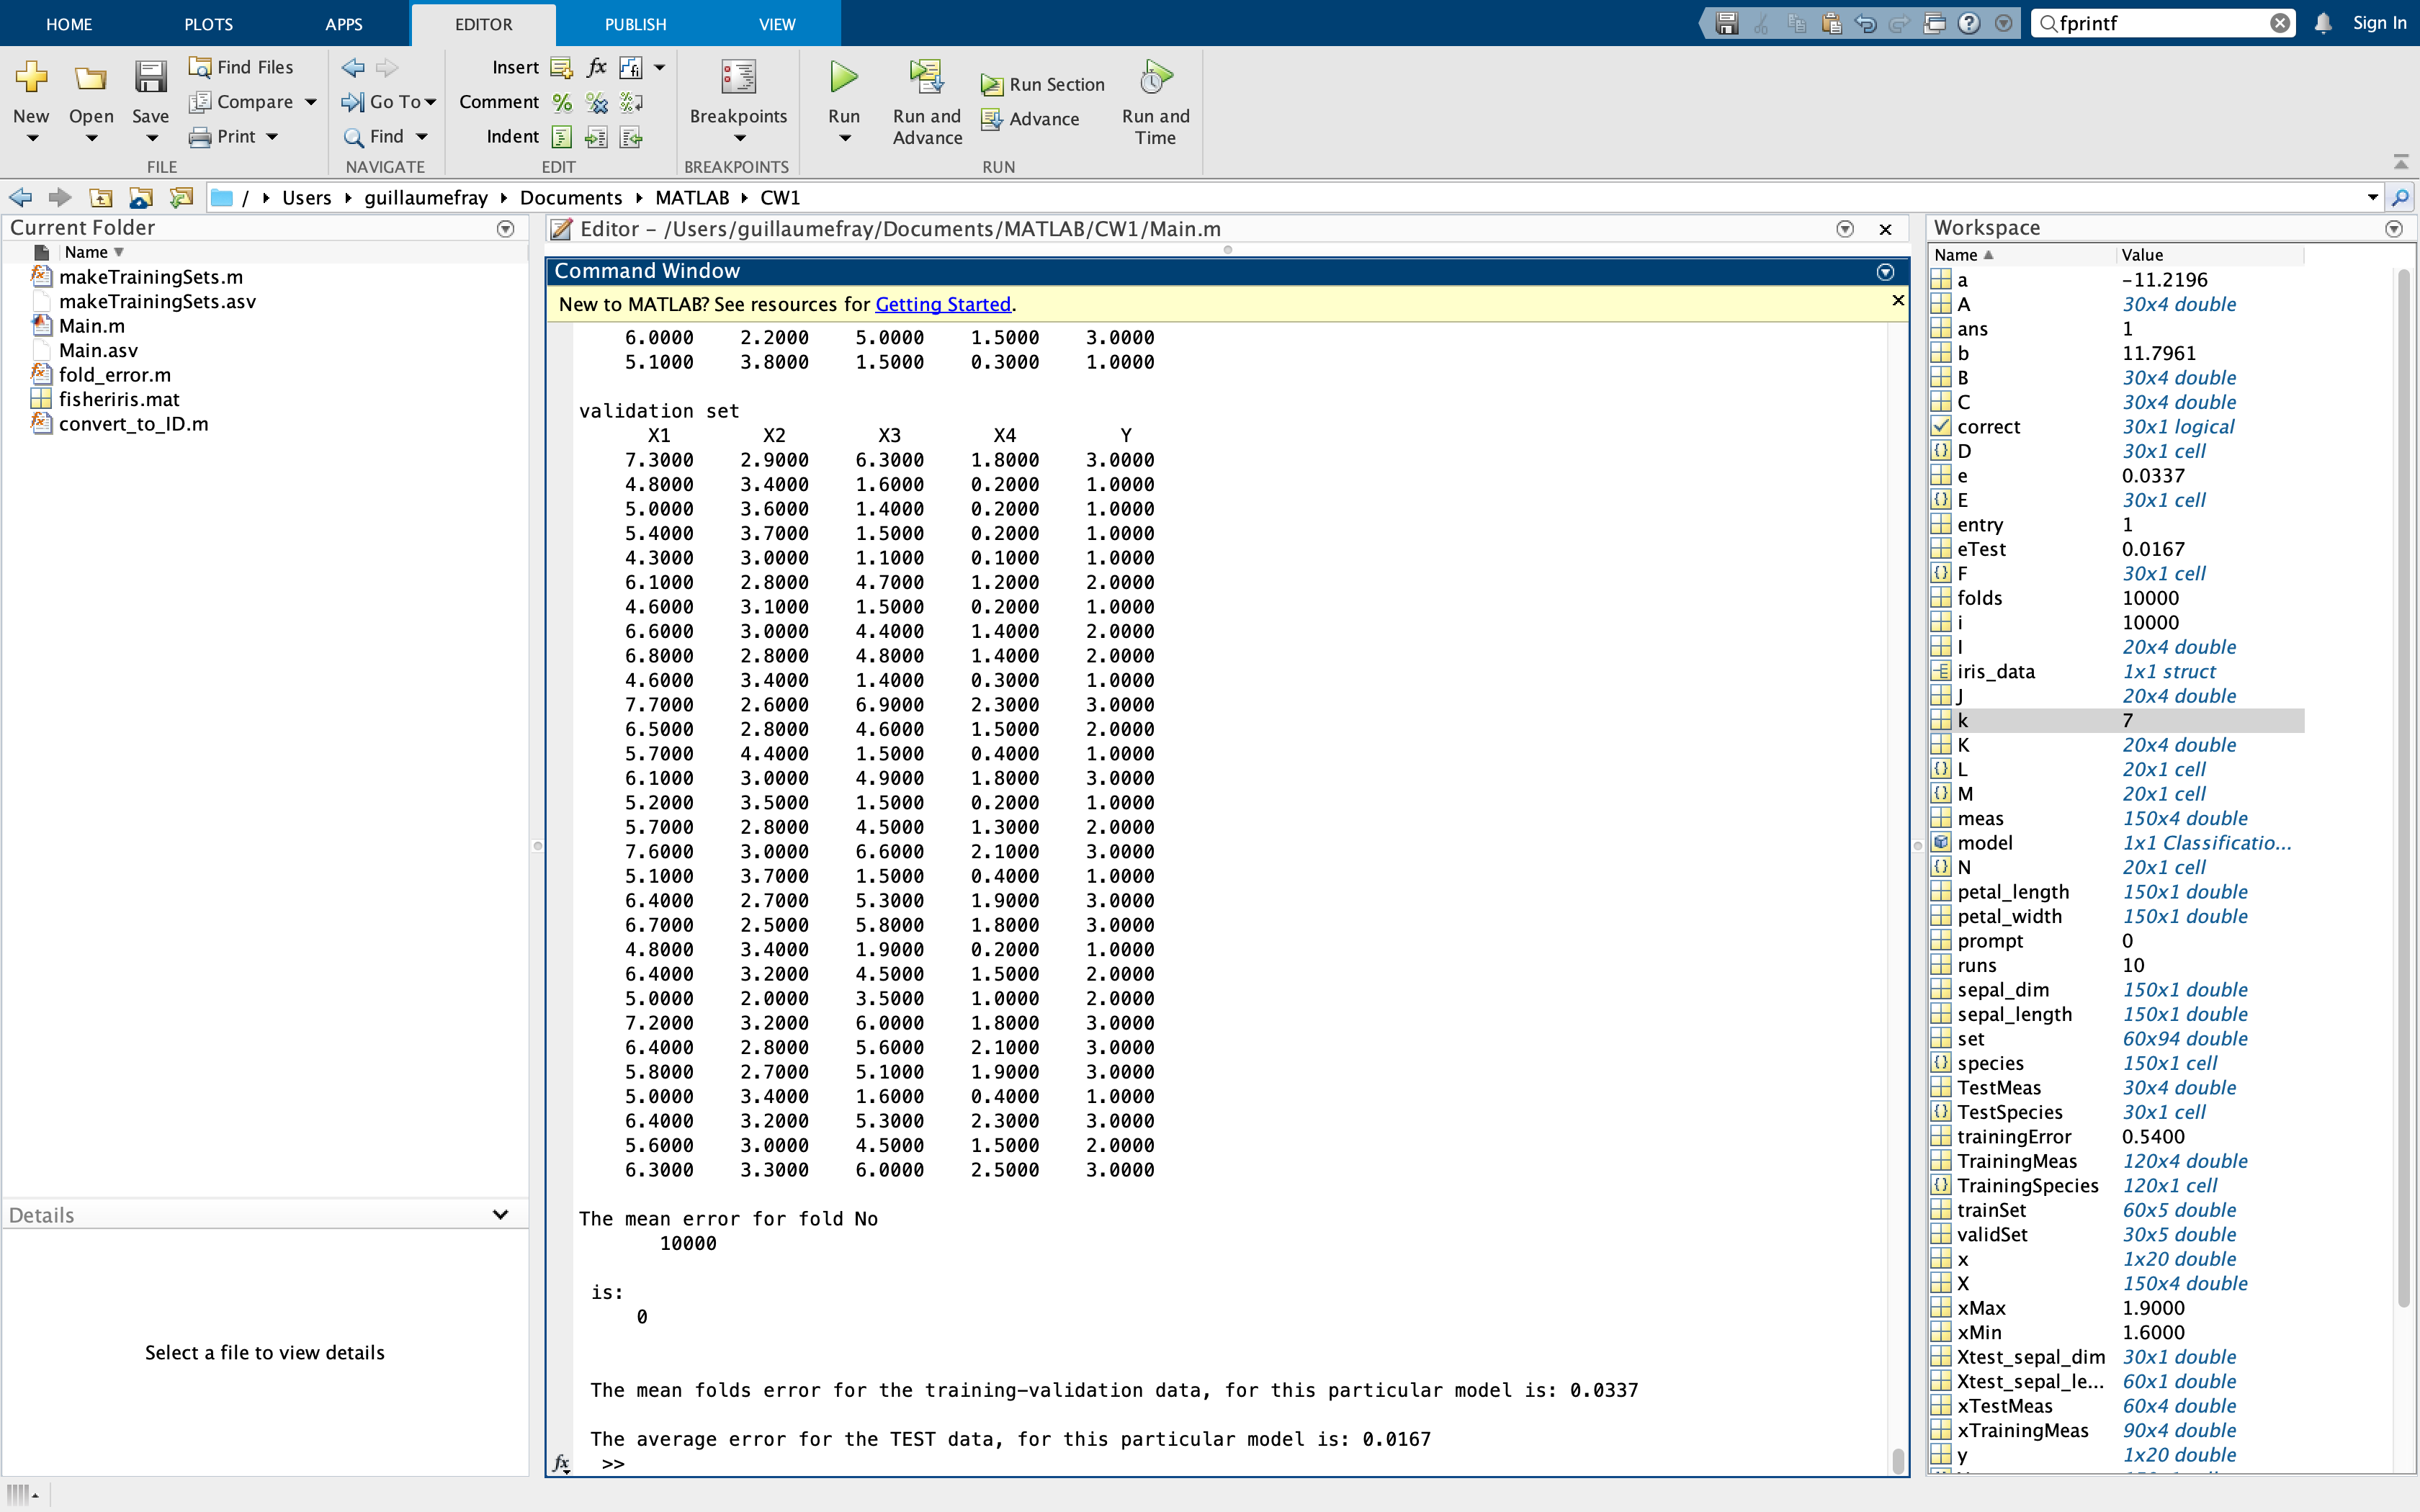 HOME PLOTS APPS EDITOR PUBLISH VIEW fprintf Sign In
New Open Save Find Files Compare Print
Go To Find
Insert fx fi
Comment
Indent
Breakpoints
Run Run and Advance Run Section Advance Run and Time
FILE NAVIGATE EDIT BREAKPOINTS RUN
/ Users guillaumefray Documents MATLAB CW1
Current Folder
Name
makeTrainingSets.m
makeTrainingSets.asv
Main.m
Main.asv
fold_error.m
fisheriris.mat
convert_to_ID.m
Details
Select a file to view details
Editor – /Users/guillaumefray/Documents/MATLAB/CW1/Main.m
Command Window
New to MATLAB? See resources for Getting Started.
6.0000 2.2000 5.0000 1.5000 3.0000
5.1000 3.8000 1.5000 0.3000 1.0000
validation set
X1 X2 X3 X4 Y
7.3000 2.9000 6.3000 1.8000 3.0000
4.8000 3.4000 1.6000 0.2000 1.0000
5.0000 3.6000 1.4000 0.2000 1.0000
5.4000 3.7000 1.5000 0.2000 1.0000
4.3000 3.0000 1.1000 0.1000 1.0000
6.1000 2.8000 4.7000 1.2000 2.0000
4.6000 3.1000 1.5000 0.2000 1.0000
6.6000 3.0000 4.4000 1.4000 2.0000
6.8000 2.8000 4.8000 1.4000 2.0000
4.6000 3.4000 1.4000 0.3000 1.0000
7.7000 2.6000 6.9000 2.3000 3.0000
6.5000 2.8000 4.6000 1.5000 2.0000
5.7000 4.4000 1.5000 0.4000 1.0000
6.1000 3.0000 4.9000 1.8000 3.0000
5.2000 3.5000 1.5000 0.2000 1.0000
5.7000 2.8000 4.5000 1.3000 2.0000
7.6000 3.0000 6.6000 2.1000 3.0000
5.1000 3.7000 1.5000 0.4000 1.0000
6.4000 2.7000 5.3000 1.9000 3.0000
6.7000 2.5000 5.8000 1.8000 3.0000
4.8000 3.4000 1.9000 0.2000 1.0000
6.4000 3.2000 4.5000 1.5000 2.0000
5.0000 2.0000 3.5000 1.0000 2.0000
7.2000 3.2000 6.0000 1.8000 3.0000
6.4000 2.8000 5.6000 2.1000 3.0000
5.8000 2.7000 5.1000 1.9000 3.0000
5.0000 3.4000 1.6000 0.4000 1.0000
6.4000 3.2000 5.3000 2.3000 3.0000
5.6000 3.0000 4.5000 1.5000 2.0000
6.3000 3.3000 6.0000 2.5000 3.0000
The mean error for fold No
10000
is:
0
The mean folds error for the training-validation data, for this particular model is: 0.0337
The average error for the TEST data, for this particular model is: 0.0167
fx >>
Workspace
Name Value
a -11.2196
A 30x4 double
ans 1
b 11.7961
B 30x4 double
C 30x4 double
correct 30x1 logical
D 30x1 cell
e 0.0337
E 30x1 cell
entry 1
eTest 0.0167
F 30x1 cell
folds 10000
i 10000
I 20x4 double
iris_data 1x1 struct
J 20x4 double
k 7
K 20x4 double
L 20x1 cell
M 20x1 cell
meas 150x4 double
model 1x1 Classificatio...
N 20x1 cell
petal_length 150x1 double
petal_width 150x1 double
prompt 0
runs 10
sepal_dim 150x1 double
sepal_length 150x1 double
set 60x94 double
species 150x1 cell
TestMeas 30x4 double
TestSpecies 30x1 cell
trainingError 0.5400
TrainingMeas 120x4 double
TrainingSpecies 120x1 cell
trainSet 60x5 double
validSet 30x5 double
x 1x20 double
X 150x4 double
xMax 1.9000
xMin 1.6000
Xtest_sepal_dim 30x1 double
Xtest_sepal_le... 60x1 double
xTestMeas 60x4 double
xTrainingMeas 90x4 double
y 1x20 double